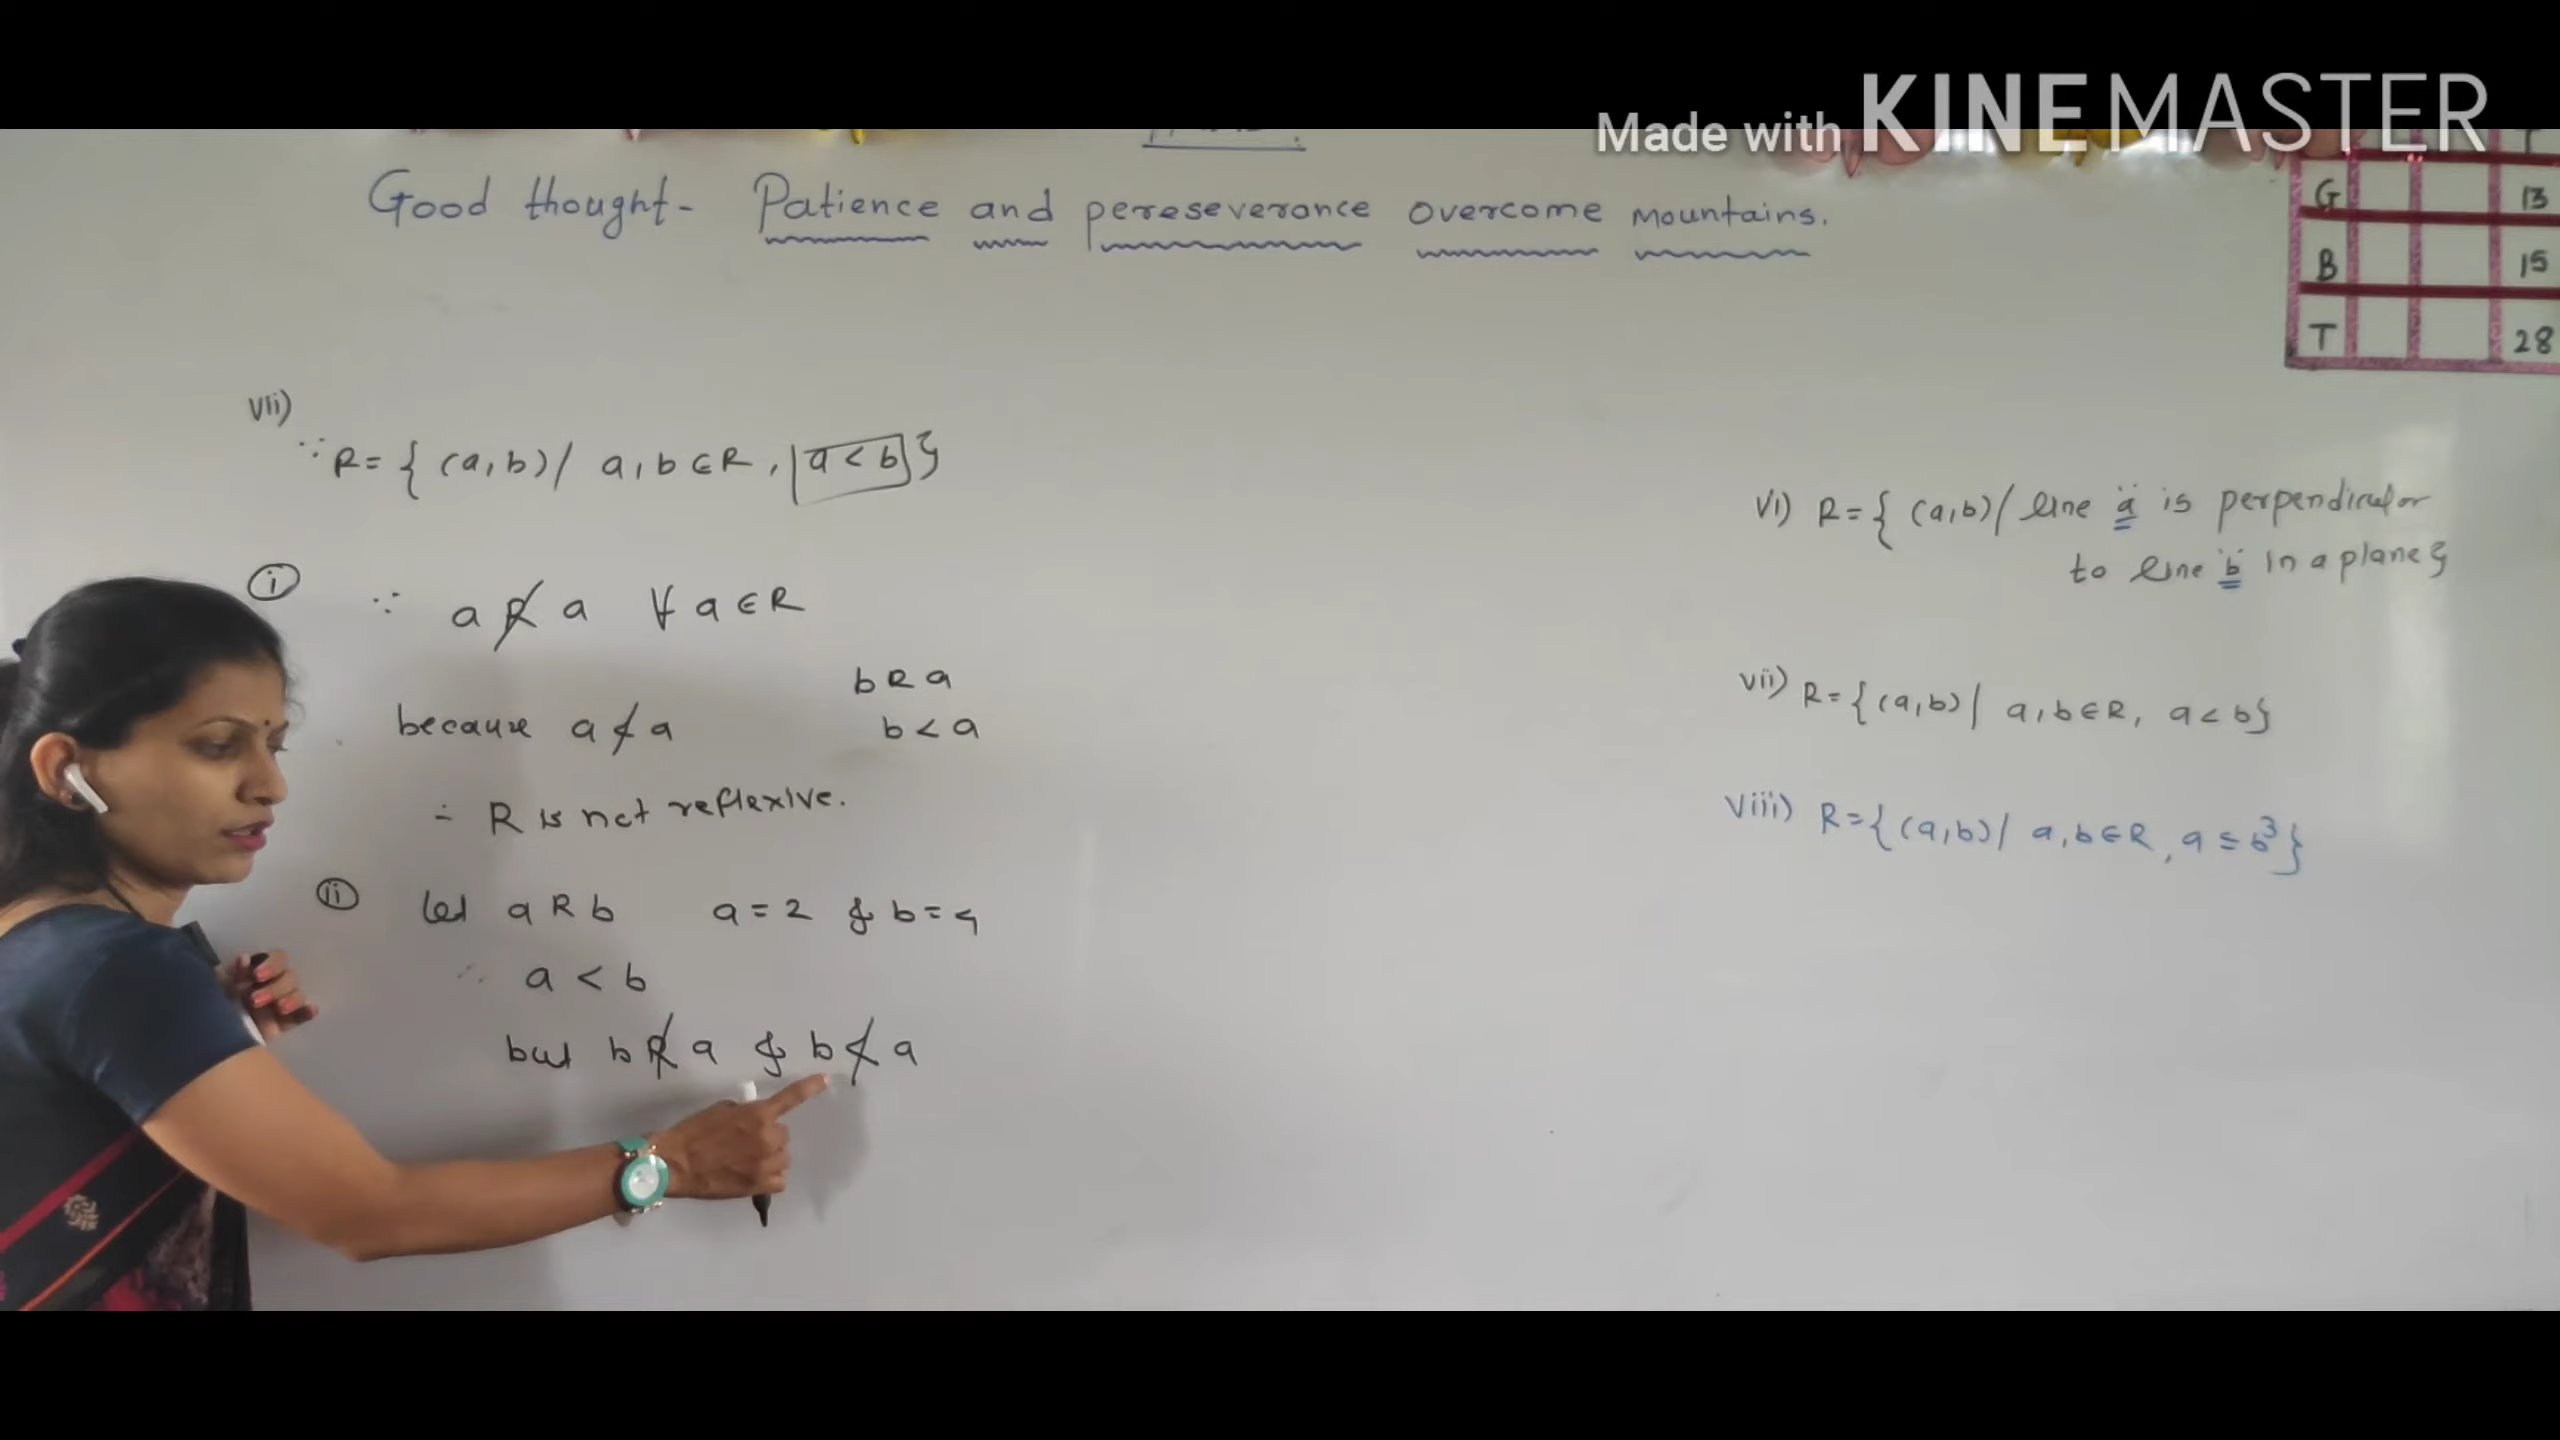 Made with KINEMASTER
Good thought- Patience and pereseverance overcome mountains.
G 13
B 15
T 28
vii)
∵ R = { (a,b) / a,b ∈ R, a < b }
i ∵ a R̸ a ∀ a ∈ R
b R a
because a ≮ a b < a
∴ R is not reflexive.
ii Let a R b a = 2 & b = 4
∴ a < b
but b R̸ a & b ≮ a
vi) R = { (a,b) / line 'a' is perpendicular
to line 'b' in a plane }
vii) R = { (a,b) | a,b ∈ R, a < b }
viii) R = { (a,b) / a,b ∈ R, a ≤ b³ }